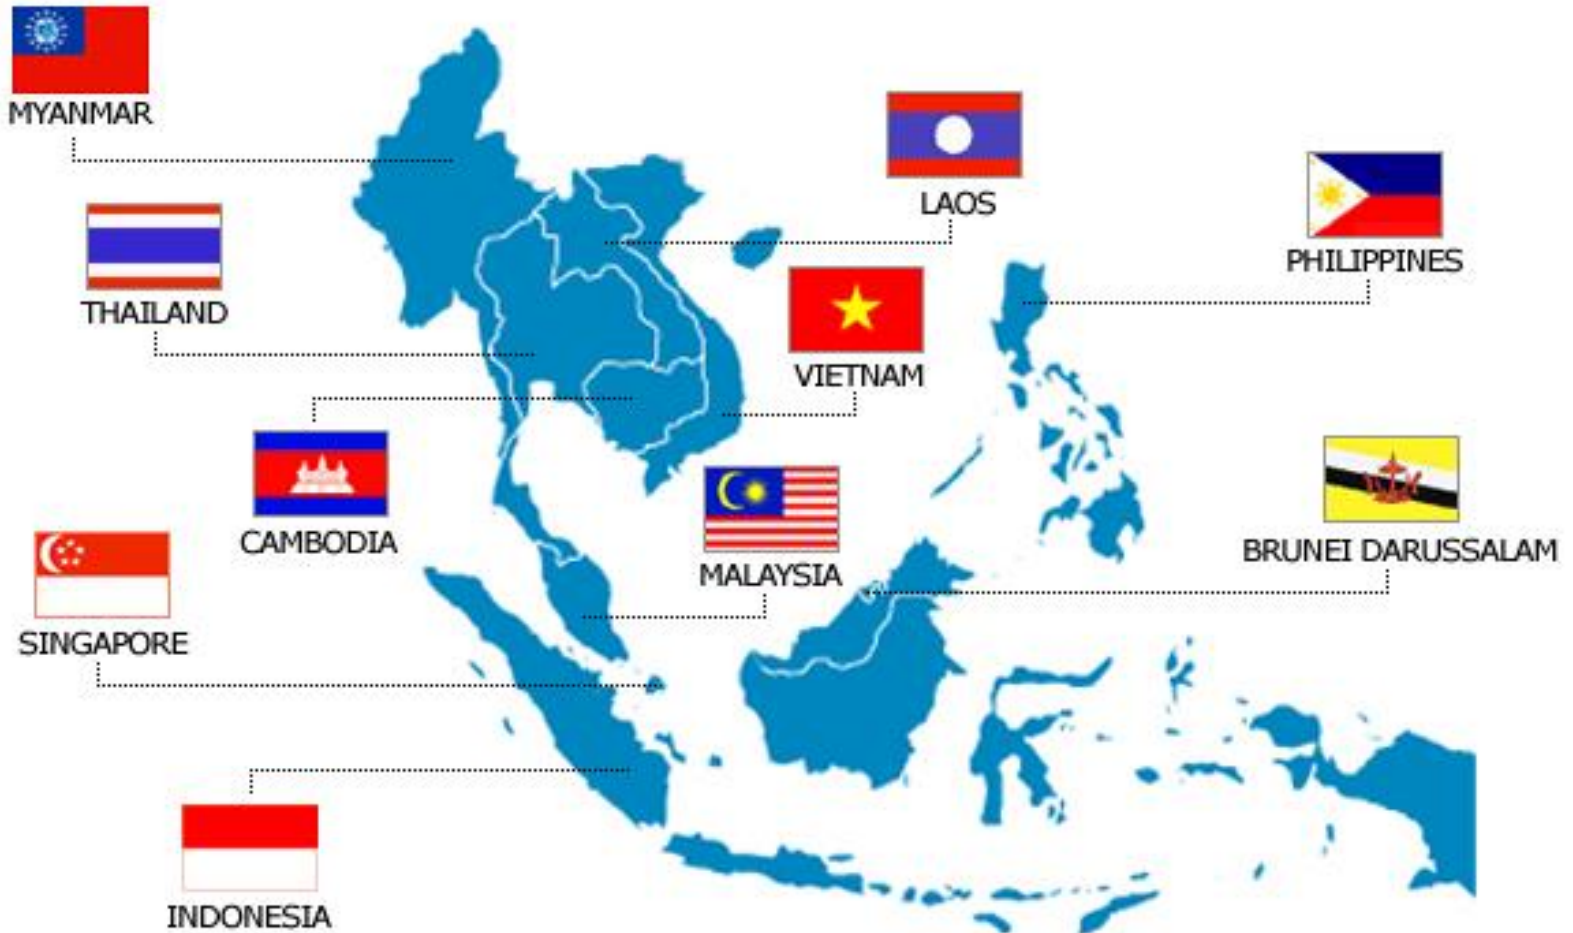 MYANMAR
LAOS
PHILIPPINES
THAILAND
VIETNAM
CAMBODIA
MALAYSIA
BRUNEI DARUSSALAM
SINGAPORE
INDONESIA